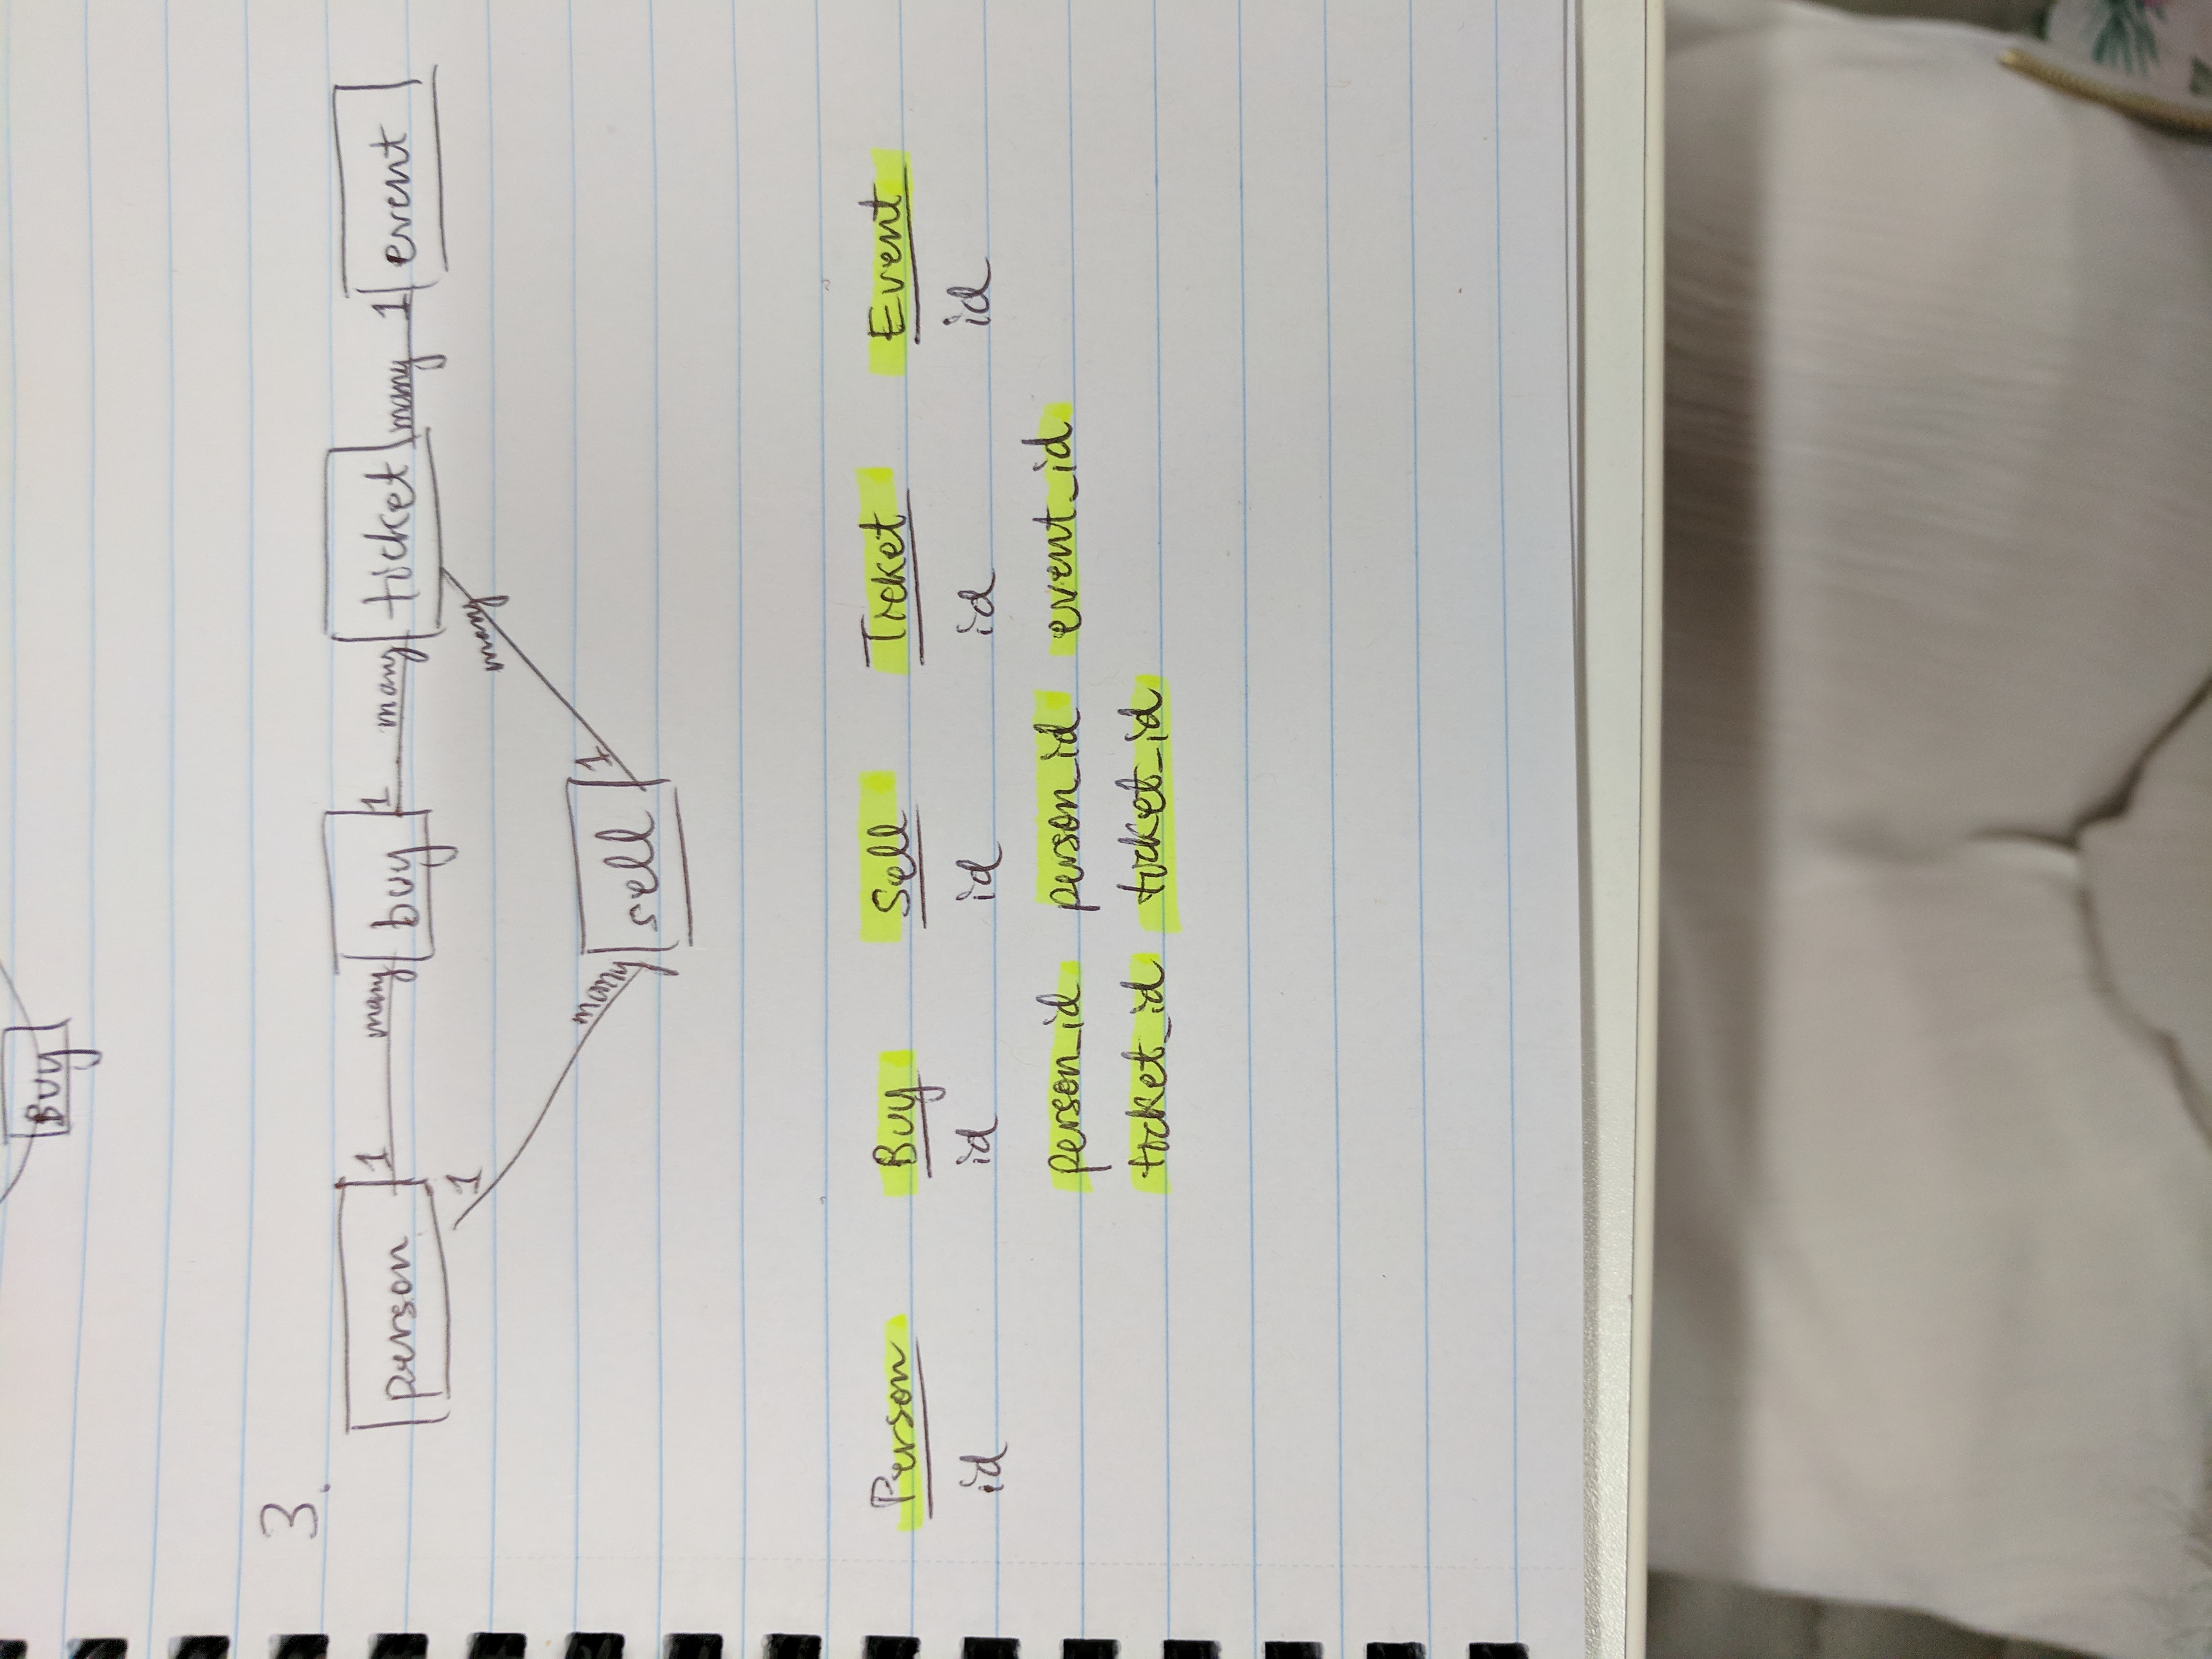 Buy
3.
person 1 many buy 1 many ticket many 1 event
1 many sell 1 many
Person Buy Sell Ticket Event
id id id id id
person_id person_id event_id
ticket_id ticket_id